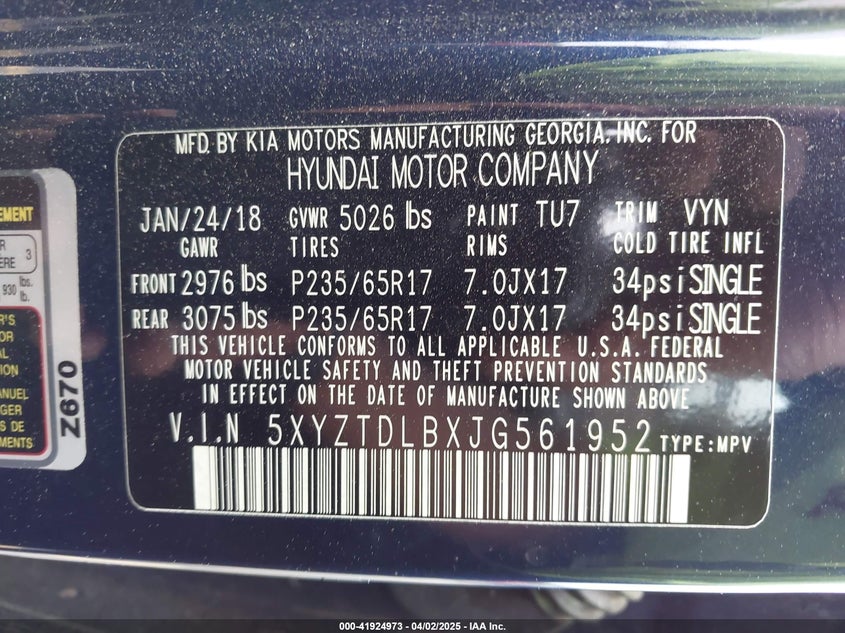 MFD. BY KIA MOTORS MANUFACTURING GEORGIA, INC. FOR
HYUNDAI MOTOR COMPANY
JAN/24/18 GVWR 5026 lbs PAINT TU7 TRIM VYN
GAWR TIRES RIMS COLD TIRE INFL
FRONT 2976 lbs P235/65R17 7.0JX17 34psi SINGLE
REAR 3075 lbs P235/65R17 7.0JX17 34psi SINGLE
THIS VEHICLE CONFORMS TO ALL APPLICABLE U.S.A. FEDERAL
MOTOR VEHICLE SAFETY AND THEFT PREVENTION STANDARDS
IN EFFECT ON THE DATE OF MANUFACTURE SHOWN ABOVE
V.I.N 5XYZTDLBXJG561952 TYPE:MPV
3
930 lbs.
lb.
Z670
000-41924973 - 04/02/2025 - IAA Inc.